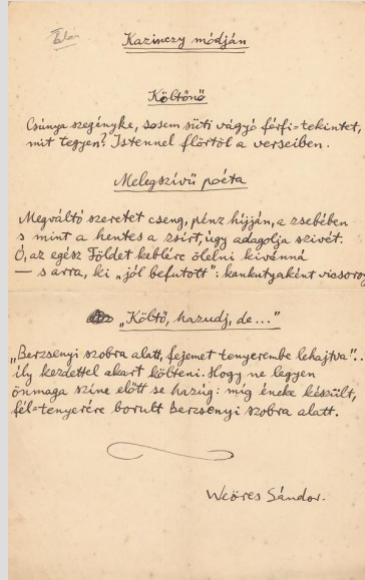 Kazinczy módján
Költőnő
Csúnya szegényke, sosem süti vágyó férfi-tekintet,
mit tegyen? Istennel flörtöl a verseiben.
Melegszívű poéta
Megváltó szeretet cseng, pénz híjján, a zsebében
s mint a hentes a zsírt, úgy adagolja szivét.
Ó, az egész Földet keblére ölelni kivánná
— s arra, ki „jól befutott": kankutyaként vicsorog
„Költő, hazudj, de..."
„Berzsenyi szobra alatt, fejemet tenyerembe lehajtva"..
ily kezdettel akart költeni. Hogy ne legyen
önmaga színe előtt se hazúg: míg éneke készült,
fél-tenyerére borult Berzsenyi szobra alatt.
Weöres Sándor.